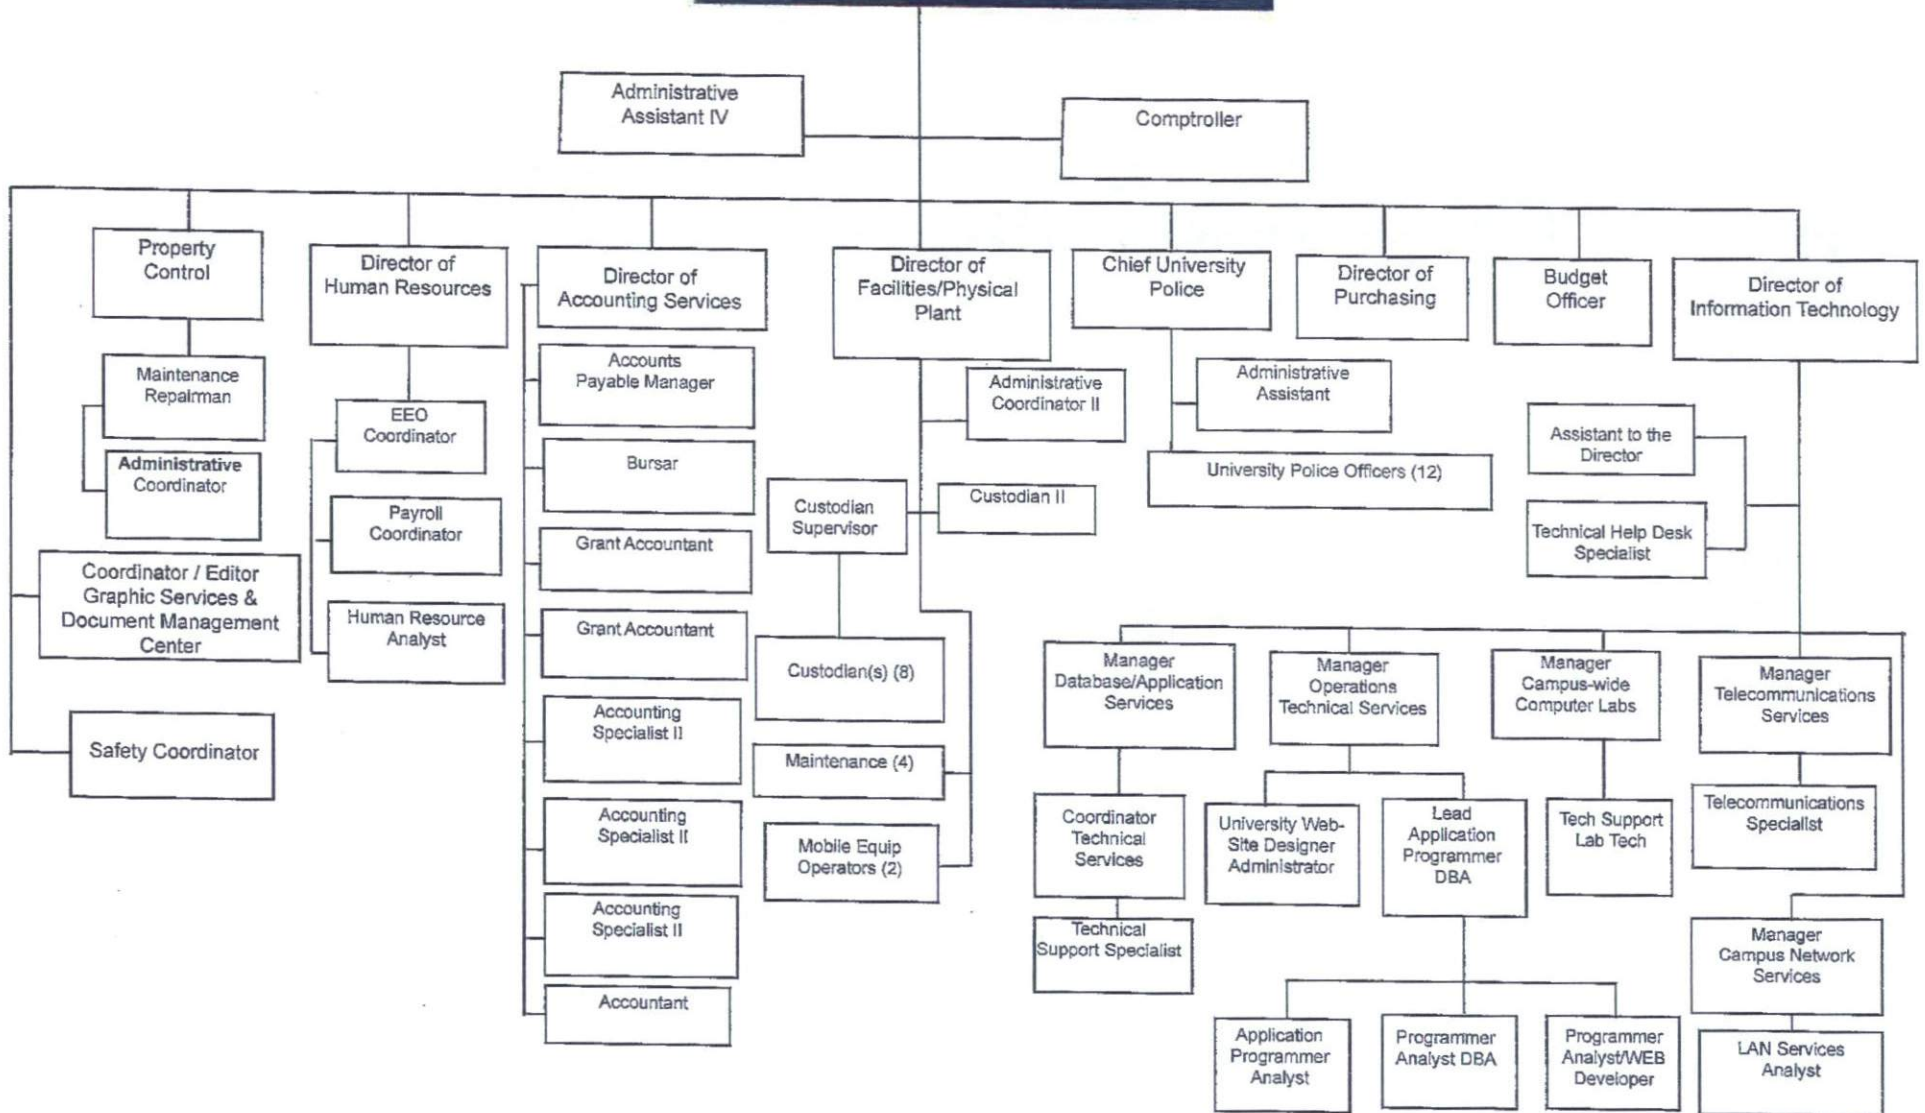 Administrative
Assistant IV
Comptroller
Property
Control
Director of
Human Resources
Director of
Accounting Services
Director of
Facilities/Physical
Plant
Chief University
Police
Director of
Purchasing
Budget
Officer
Director of
Information Technology
Maintenance
Repairman
Administrative
Coordinator
Coordinator / Editor
Graphic Services &
Document Management
Center
Safety Coordinator
EEO
Coordinator
Payroll
Coordinator
Human Resource
Analyst
Accounts
Payable Manager
Bursar
Grant Accountant
Grant Accountant
Accounting
Specialist II
Accounting
Specialist II
Accounting
Specialist II
Accountant
Administrative
Coordinator II
Custodian
Supervisor
Custodian II
Custodian(s) (8)
Maintenance (4)
Mobile Equip
Operators (2)
Administrative
Assistant
University Police Officers (12)
Assistant to the
Director
Technical Help Desk
Specialist
Manager
Database/Application
Services
Manager
Operations
Technical Services
Manager
Campus-wide
Computer Labs
Manager
Telecommunications
Services
Coordinator
Technical
Services
Technical
Support Specialist
University Web-
Site Designer
Administrator
Lead
Application
Programmer
DBA
Tech Support
Lab Tech
Telecommunications
Specialist
Manager
Campus Network
Services
Application
Programmer
Analyst
Programmer
Analyst DBA
Programmer
Analyst/WEB
Developer
LAN Services
Analyst